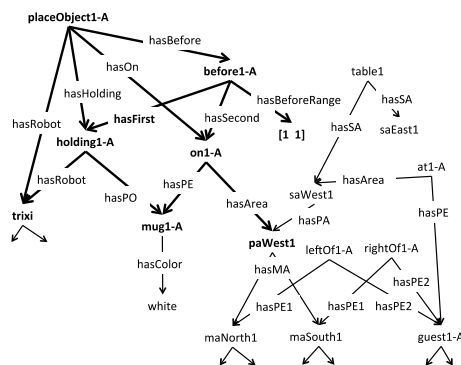 placeObject1-A
hasBefore
hasOn
before1-A
table1
hasHolding
hasBeforeRange
hasSA
hasRobot
hasFirst
hasSecond
hasSA
saEast1
[1 1]
holding1-A
on1-A
hasRobot
hasPE
hasArea
at1-A
hasPO
hasArea
saWest1
hasPE
trixi
mug1-A
hasPA
paWest1
leftOf1-A
rightOf1-A
hasColor
hasMA
hasPE2
white
hasPE1
hasPE1
hasPE2
maNorth1
maSouth1
guest1-A